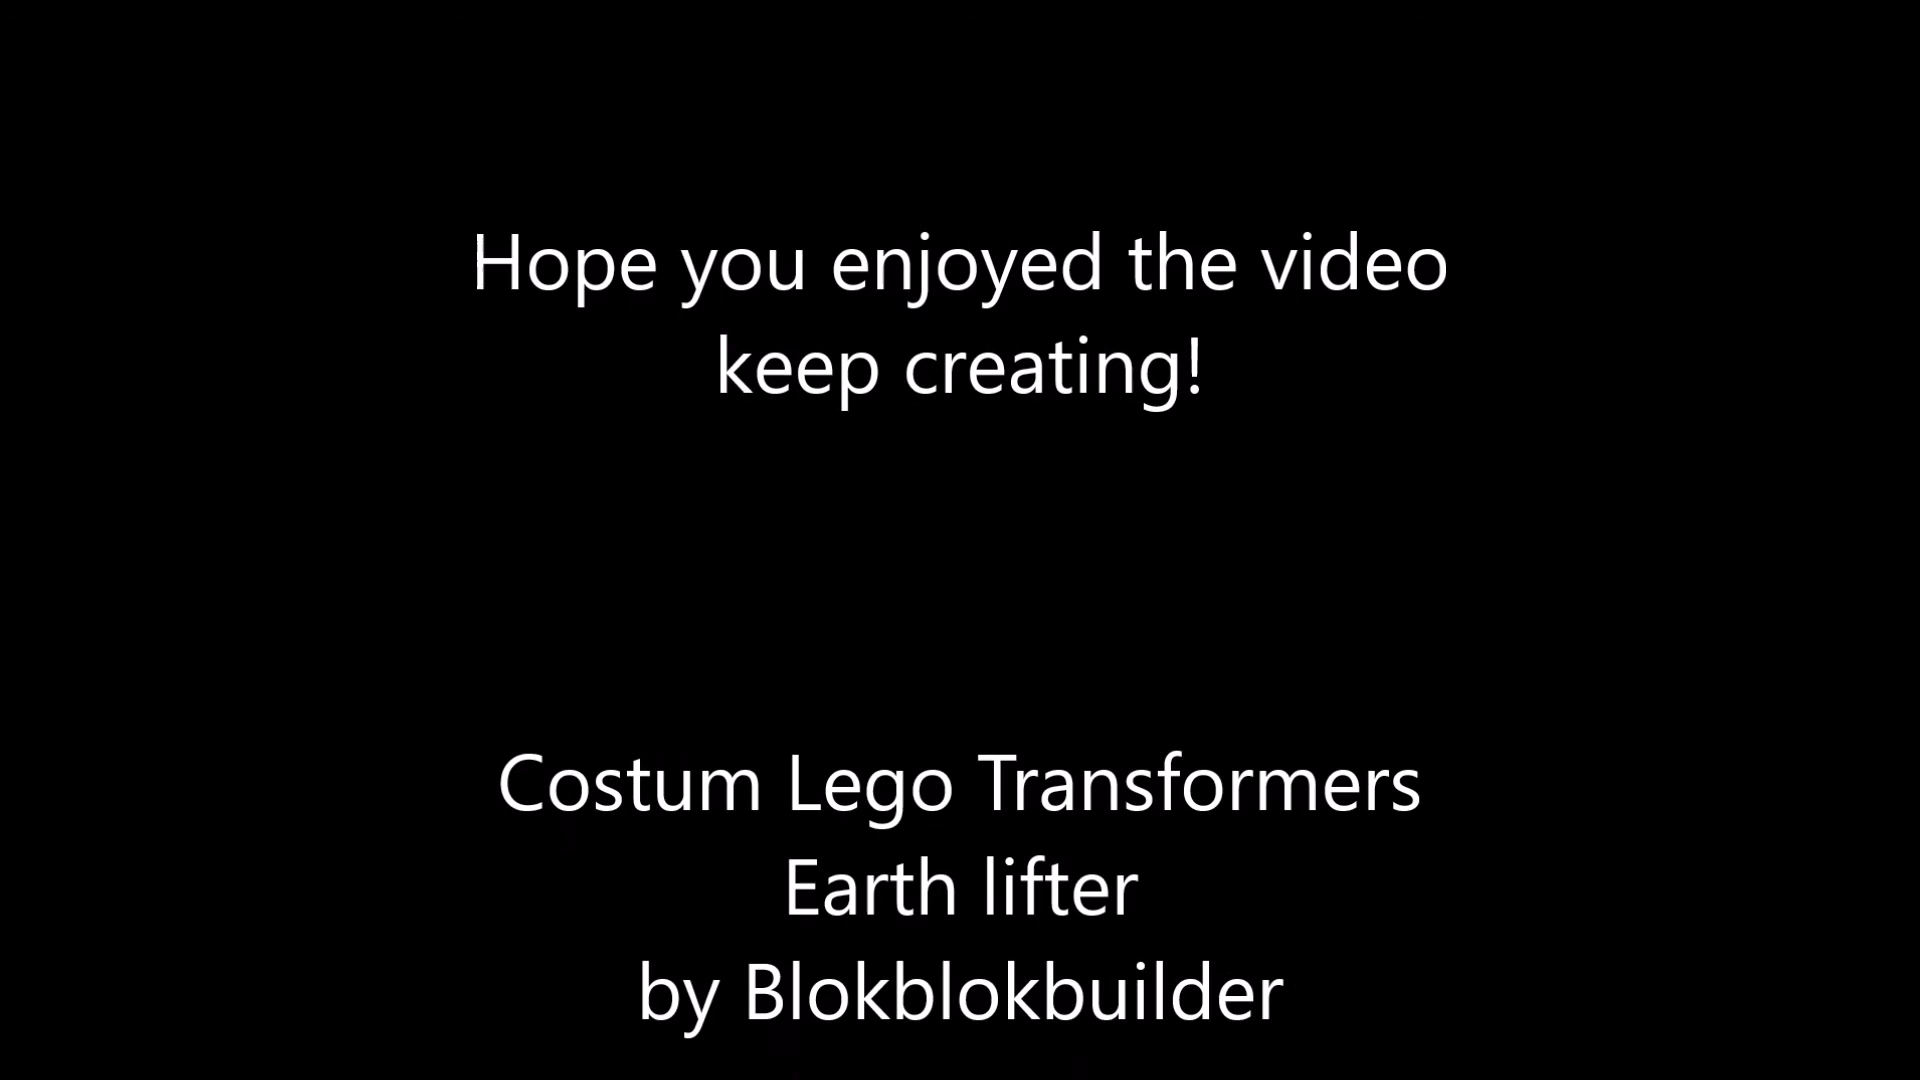 Hope you enjoyed the video
keep creating!
Costum Lego Transformers
Earth lifter
by Blokblokbuilder